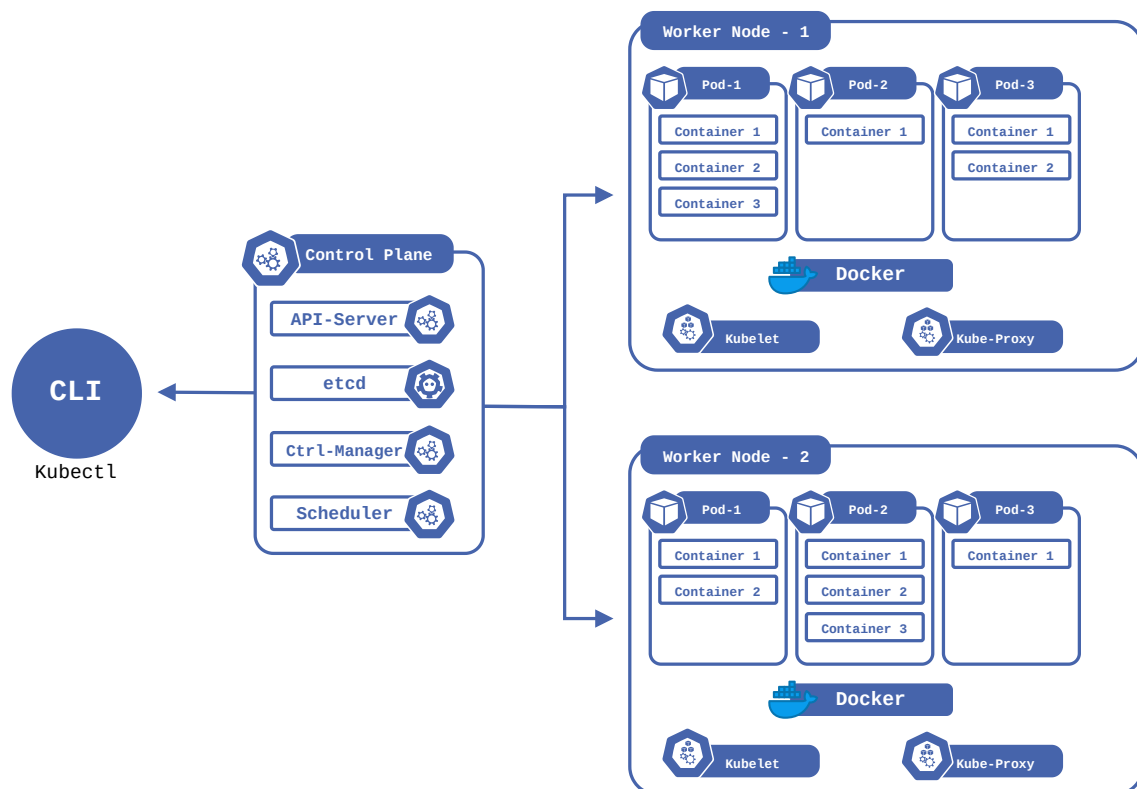 CLI
Kubectl
Control Plane
API-Server
etcd
Ctrl-Manager
Scheduler
Worker Node - 1
Pod-1
Container 1
Container 2
Container 3
Pod-2
Container 1
Pod-3
Container 1
Container 2
Docker
Kubelet
Kube-Proxy
Worker Node - 2
Pod-1
Container 1
Container 2
Pod-2
Container 1
Container 2
Container 3
Pod-3
Container 1
Docker
Kubelet
Kube-Proxy